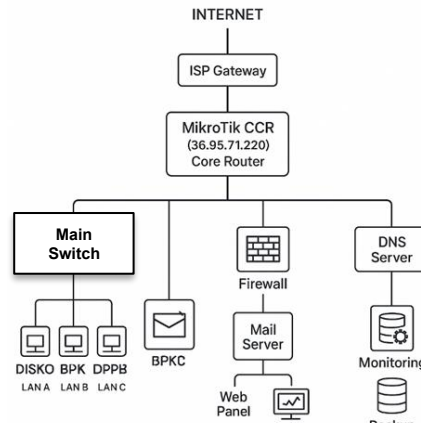 INTERNET
ISP Gateway
MikroTik CCR
(36.95.71.220)
Core Router
Main
Switch
DNS
Server
Firewall
DISKO BPK DPPB
LAN A LAN B LAN C
BPKC
Mail
Server
Monitoring
Web
Panel